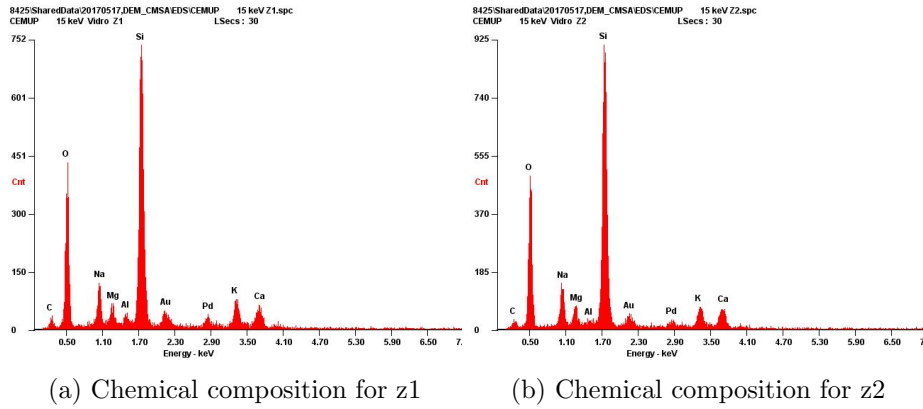 8425\SharedData\20170517,DEM_CMSA\EDS\CEMUP 15 keV Z1.spc
CEMUP 15 keV Vidro Z1 LSecs : 30
752
601
451
Cnt
300
150
0
C
O
Na
Mg
Al
Si
Au
Pd
K
Ca
0.50 1.10 1.70 2.30 2.90 3.50 4.10 4.70 5.30 5.90 6.50 7.
Energy - keV
(a) Chemical composition for z1
8425\SharedData\20170517,DEM_CMSA\EDS\CEMUP 15 keV Z2.spc
CEMUP 15 keV Vidro Z2 LSecs : 30
925
740
555
Cnt
370
185
0
C
O
Na
Mg
Al
Si
Au
Pd
K
Ca
0.50 1.10 1.70 2.30 2.90 3.50 4.10 4.70 5.30 5.90 6.50 7.
Energy - keV
(b) Chemical composition for z2